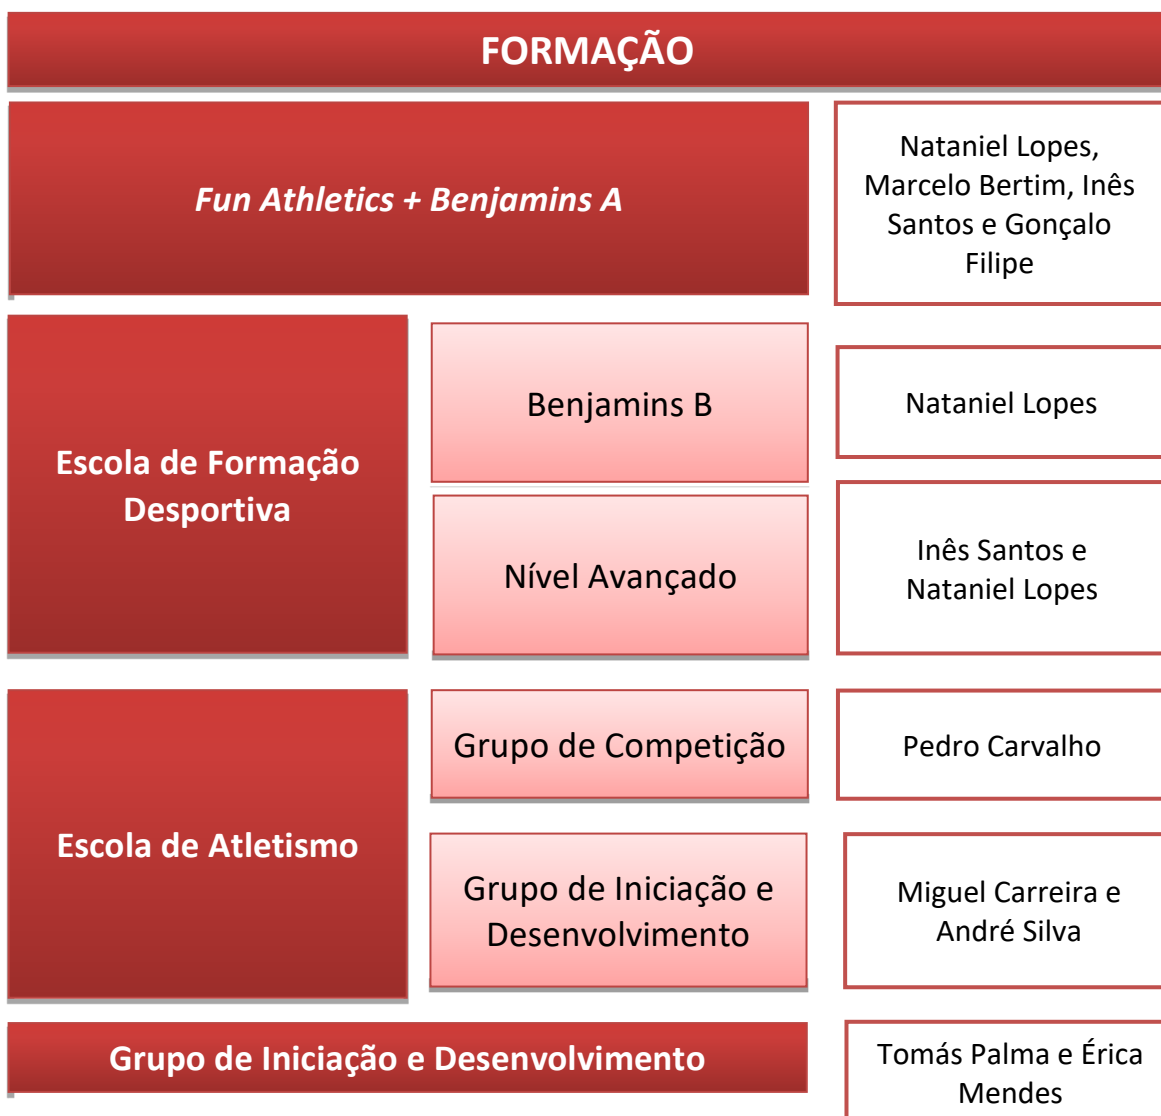 FORMAÇÃO
Fun Athletics + Benjamins A
Nataniel Lopes,
Marcelo Bertim, Inês
Santos e Gonçalo
Filipe
Escola de Formação
Desportiva
Benjamins B
Nataniel Lopes
Nível Avançado
Inês Santos e
Nataniel Lopes
Escola de Atletismo
Grupo de Competição
Pedro Carvalho
Grupo de Iniciação e
Desenvolvimento
Miguel Carreira e
André Silva
Grupo de Iniciação e Desenvolvimento
Tomás Palma e Érica
Mendes